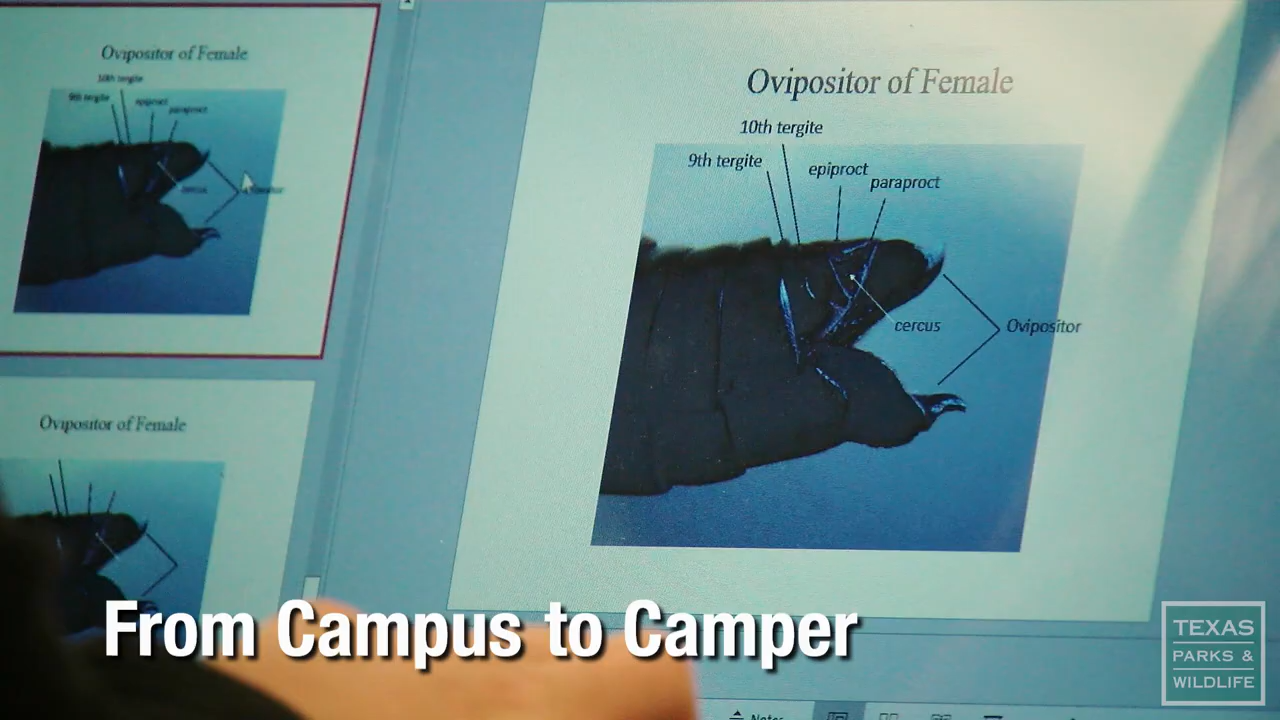 Ovipositor of Female
10th tergite
9th tergite
epiproct
paraproct
cercus
Ovipositor of Female
10th tergite
9th tergite
epiproct
paraproct
cercus
Ovipositor
Ovipositor of Female
From Campus to Camper
TEXAS
PARKS &
WILDLIFE